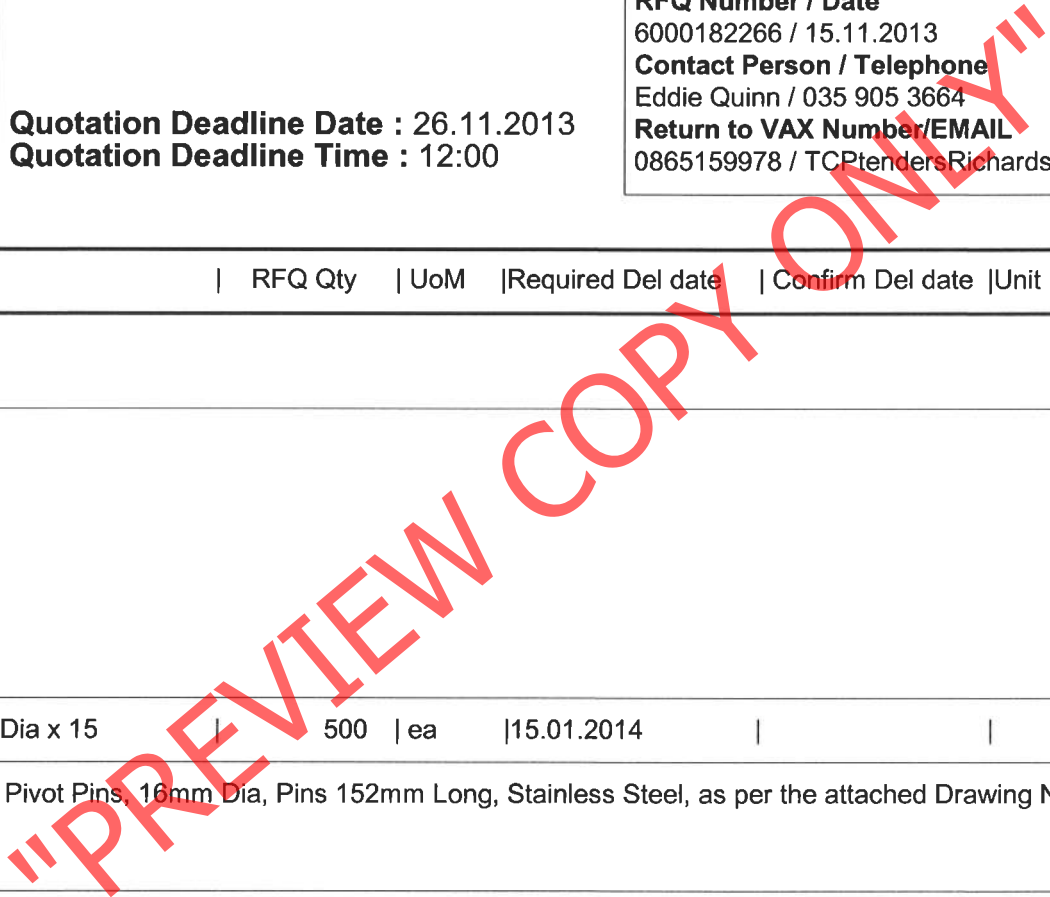 RFQ Number / Date
6000182266 / 15.11.2013
Contact Person / Telephone
Eddie Quinn / 035 905 3664
Quotation Deadline Date : 26.11.2013
Return to VAX Number/EMAIL
Quotation Deadline Time : 12:00
0865159978 / TCPtendersRichards
| RFQ Qty | UoM |Required Del date | Confirm Del date |Unit
Dia x 15 | 500 | ea |15.01.2014 | |
Pivot Pins, 16mm Dia, Pins 152mm Long, Stainless Steel, as per the attached Drawing N
"PREVIEW COPY ONLY"